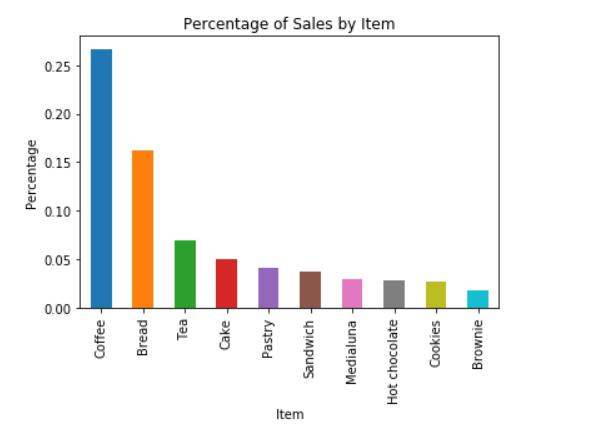 Percentage of Sales by Item
Percentage
0.25
0.20
0.15
0.10
0.05
0.00
Coffee
Bread
Tea
Cake
Pastry
Sandwich
Medialuna
Hot chocolate
Cookies
Brownie
Item